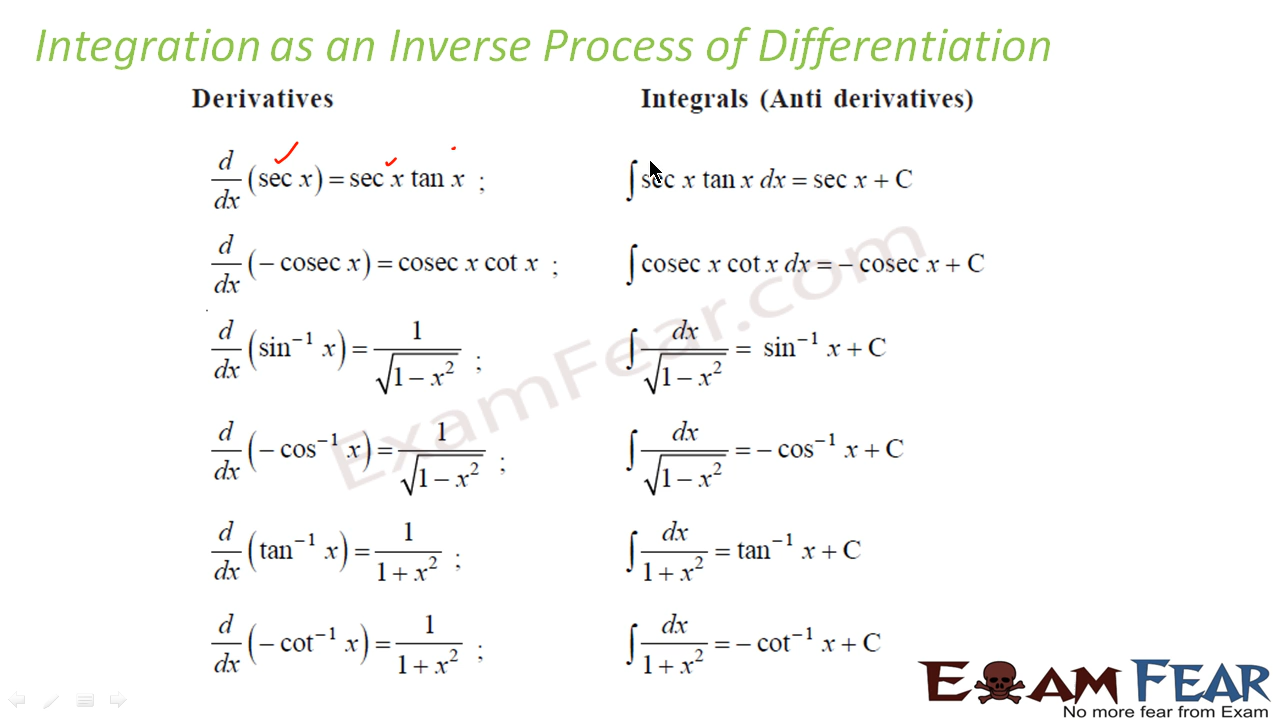 Integration as an Inverse Process of Differentiation
Derivatives Integrals (Anti derivatives)
d/dx (sec x) = sec x tan x ; ∫ sec x tan x dx = sec x + C
d/dx (– cosec x) = cosec x cot x ; ∫ cosec x cot x dx = – cosec x + C
d/dx (sin⁻¹ x) = 1/√(1 – x²) ; ∫ dx/√(1 – x²) = sin⁻¹ x + C
d/dx (– cos⁻¹ x) = 1/√(1 – x²) ; ∫ dx/√(1 – x²) = – cos⁻¹ x + C
d/dx (tan⁻¹ x) = 1/(1 + x²) ; ∫ dx/(1 + x²) = tan⁻¹ x + C
d/dx (– cot⁻¹ x) = 1/(1 + x²) ; ∫ dx/(1 + x²) = – cot⁻¹ x + C
ExamFear.com
EXAM FEAR
No more fear from Exam